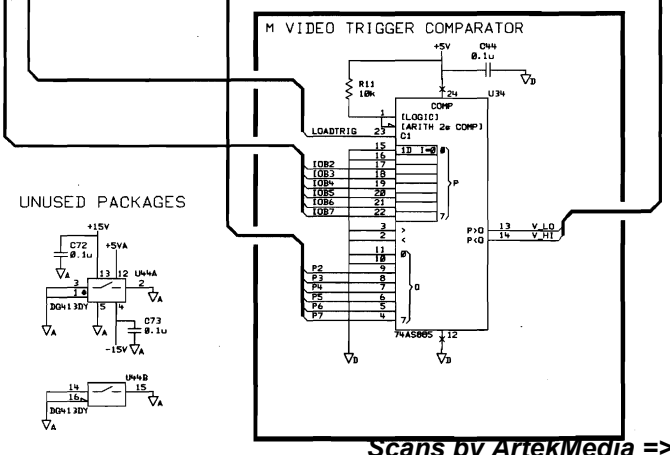 M VIDEO TRIGGER COMPARATOR
+5V
C44
0.1u
D
R11
10k
24
U34
COMP
1
[LOGIC]
[ARITH 2s COMP]
LOADTRIG 23 C1
15 1D I=0 0
16
IOB2 17
IOB3 18
IOB4 19
IOB5 20
IOB6 21
IOB7 22 7
P
3 >
2 <
P>Q 13 V_LO
P<Q 14 V_HI
11 0
10
P2 9
P3 8
P4 7
P5 6
P6 5
P7 4 7
Q
74AS885 12
D
D
UNUSED PACKAGES
+15V
C72
0.1u
+5VA
A
13 12 U44A
3 2
1
A
DG413DY 5 4
C73
0.1u
A
A
-15V A
U44B
14 15
16
A
DG413DY
A
Scans by ArtekMedia =>